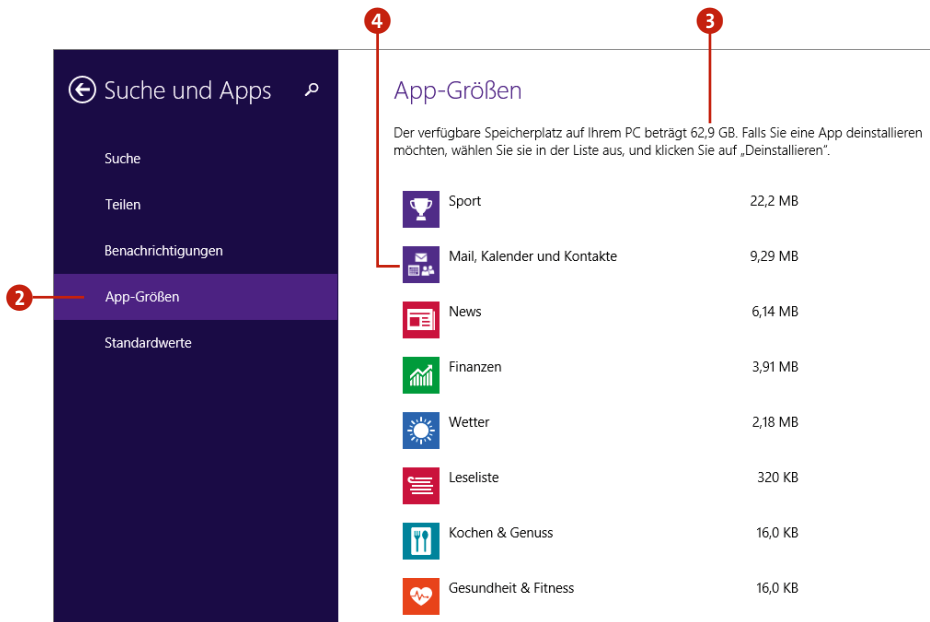 4
3
Suche und Apps
App-Größen
Der verfügbare Speicherplatz auf Ihrem PC beträgt 62,9 GB. Falls Sie eine App deinstallieren
möchten, wählen Sie sie in der Liste aus, und klicken Sie auf „Deinstallieren".
Suche
Teilen
Benachrichtigungen
2
App-Größen
Standardwerte
Sport 22,2 MB
Mail, Kalender und Kontakte 9,29 MB
News 6,14 MB
Finanzen 3,91 MB
Wetter 2,18 MB
Leseliste 320 KB
Kochen & Genuss 16,0 KB
Gesundheit & Fitness 16,0 KB